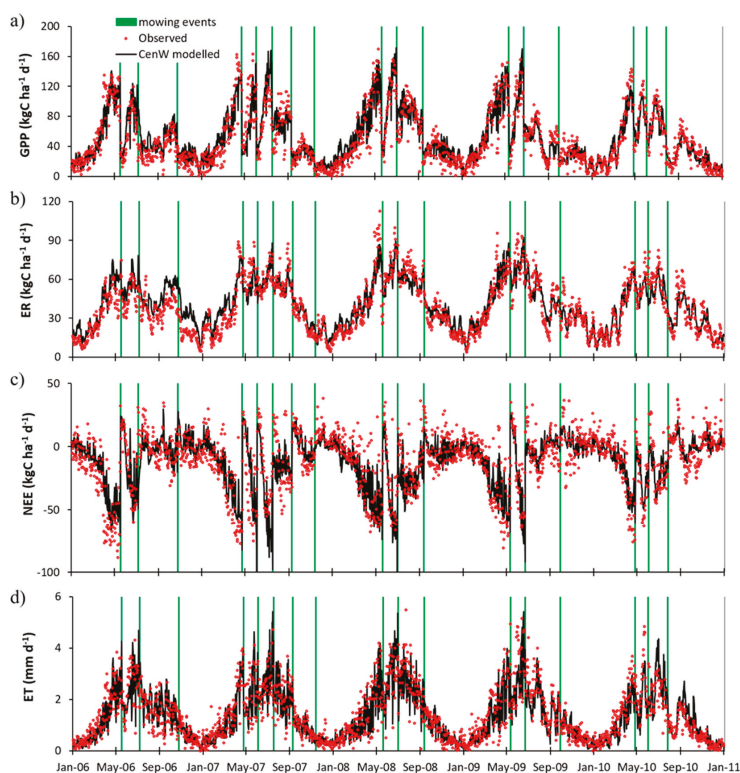 a)
mowing events
Observed
CenW modelled
GPP (kgC ha⁻¹ d⁻¹)
200
160
120
80
40
0
b)
ER (kgC ha⁻¹ d⁻¹)
120
90
60
30
0
c)
NEE (kgC ha⁻¹ d⁻¹)
50
0
-50
-100
d)
ET (mm d⁻¹)
6
4
2
0
Jan-06 May-06 Sep-06 Jan-07 May-07 Sep-07 Jan-08 May-08 Sep-08 Jan-09 May-09 Sep-09 Jan-10 May-10 Sep-10 Jan-11